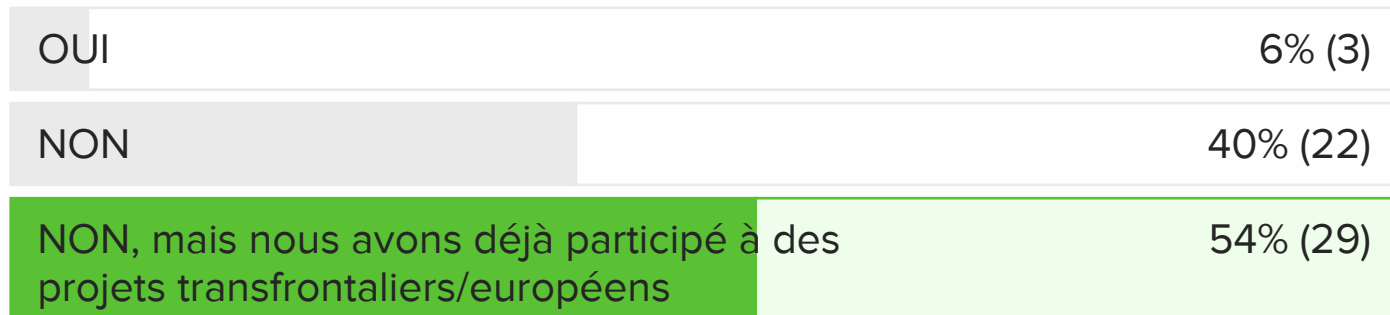 OUI 6% (3)
NON 40% (22)
NON, mais nous avons déjà participé à des 54% (29)
projets transfrontaliers/européens